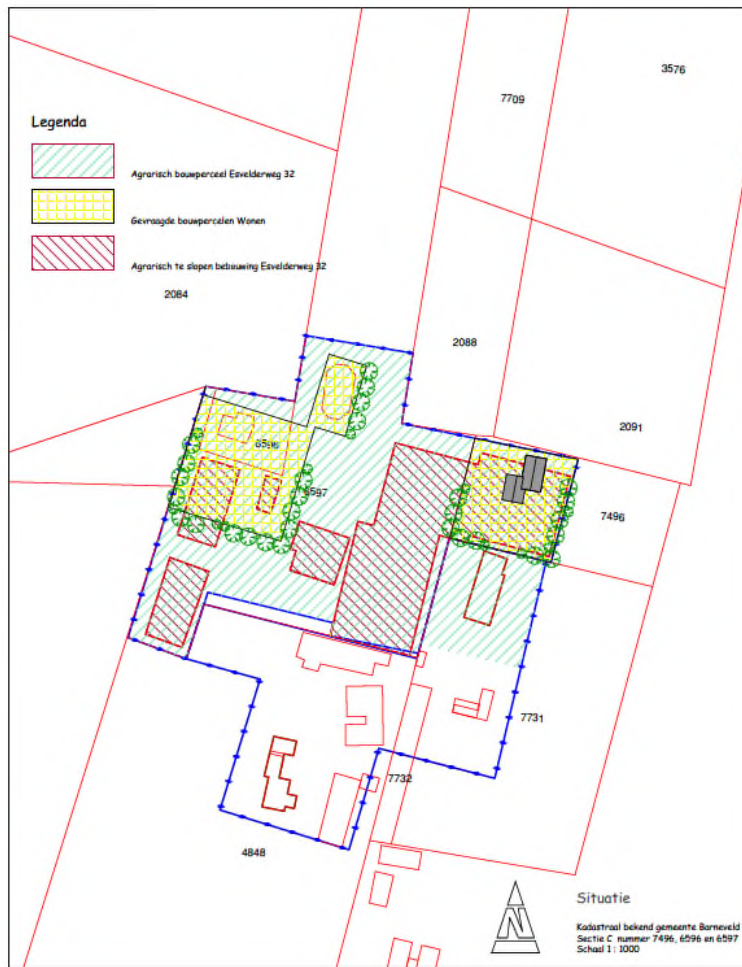 3576
7709
Legenda
Agrarisch bouwperceel Esvelderweg 32
Gevraagde bouwpercelen Wonen
Agrarisch te slopen bebouwing Esvelderweg 32
2084
2088
2091
6596
6597
7496
7731
7732
4848
N
Situatie
Kadastraal bekend gemeente Barneveld
Sectie C nummer 7496, 6596 en 6597
Schaal 1 : 1000